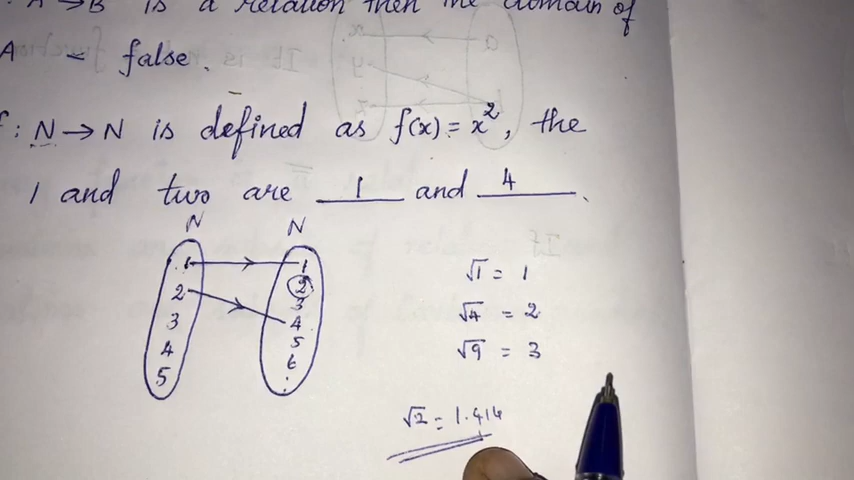 A → B is a relation then the domain of
A = false.
f : N → N is defined as f(x) = x², the
1 and two are 1 and 4.
N N
1 1
2 2
3 3
4 4
5 5
6
√1 = 1
√4 = 2
√9 = 3
√2 = 1.414